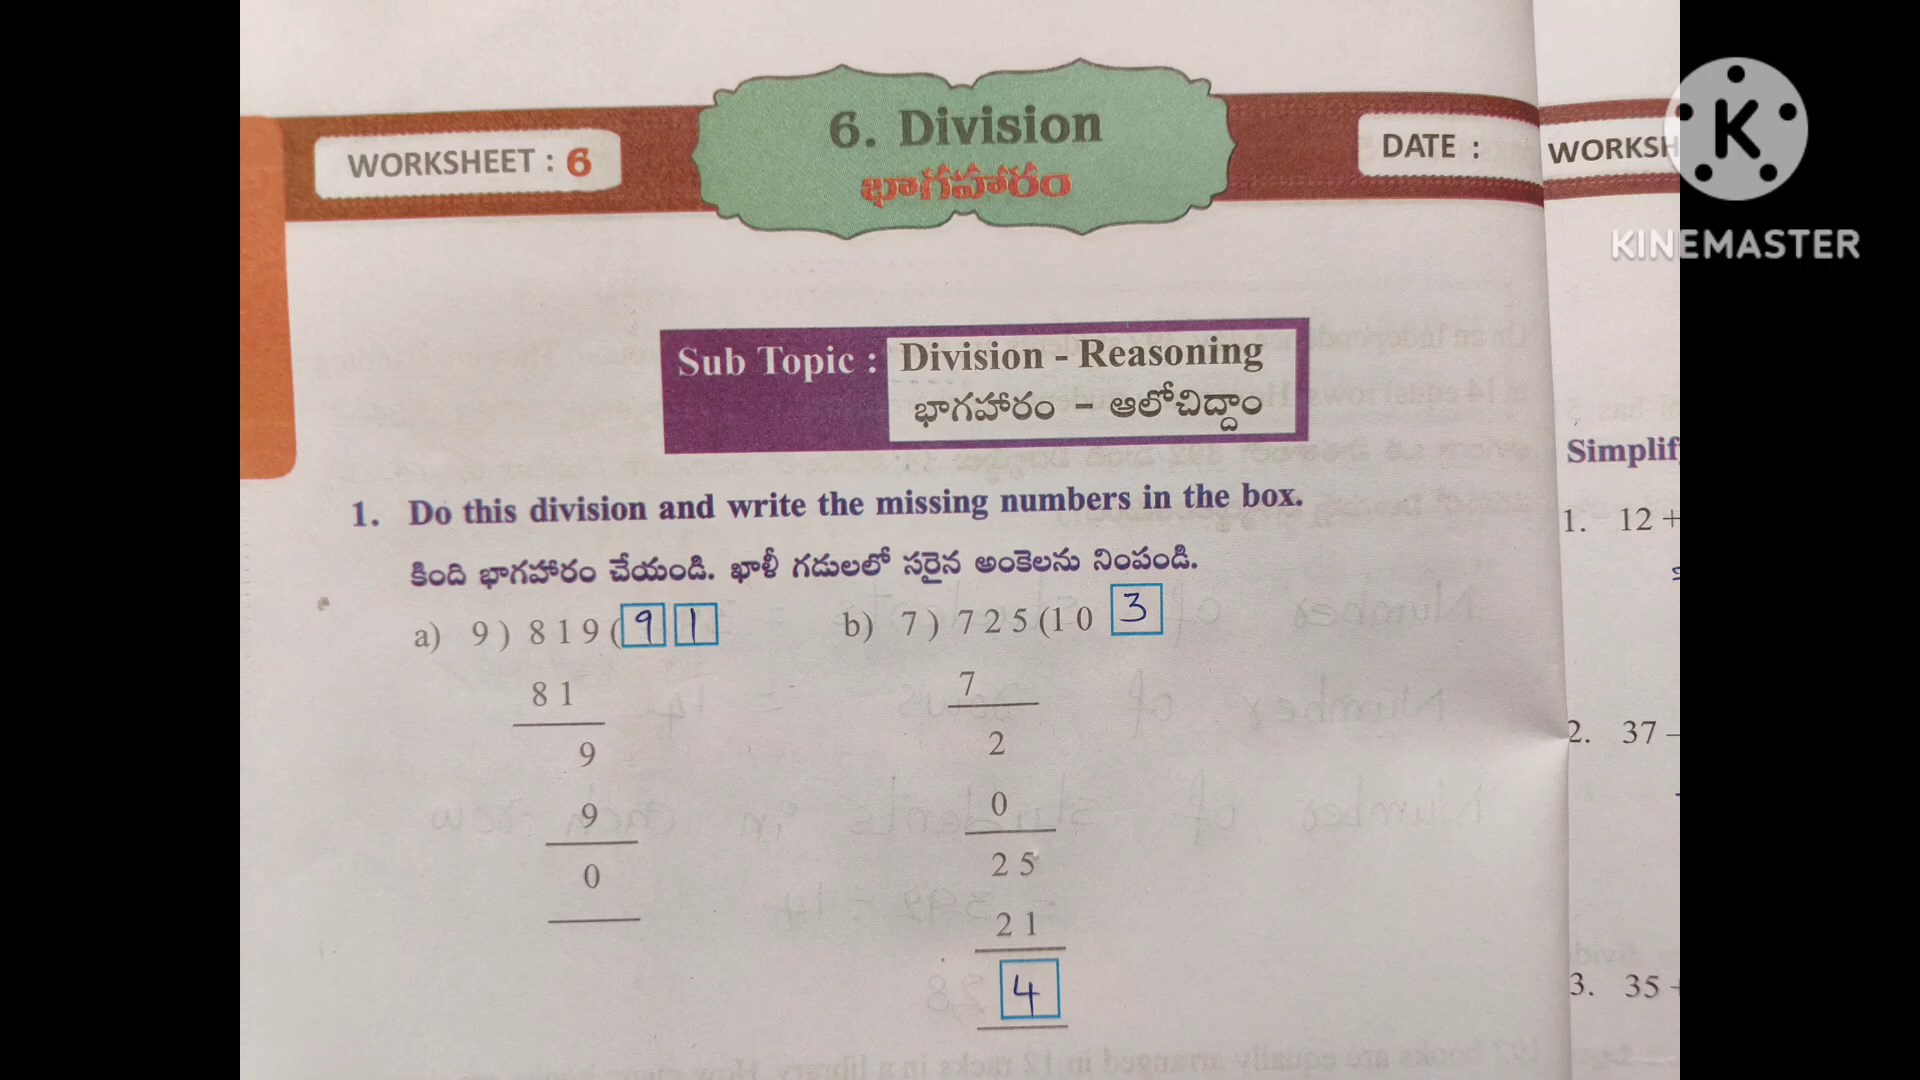 WORKSHEET : 6
6. Division
భాగహారం
DATE :
WORKSH
KINEMASTER
Sub Topic : Division - Reasoning
భాగహారం – ఆలోచిద్దాం
Simplif
1. Do this division and write the missing numbers in the box.
కింది భాగహారం చేయండి. ఖాళీ గడులలో సరైన అంకెలను నింపండి.
a) 9 ) 8 1 9 ( 9 1
8 1
9
9
0
b) 7 ) 7 2 5 ( 1 0 3
7
2
0
2 5
2 1
4
1. 12 +
2. 37 –
3. 35